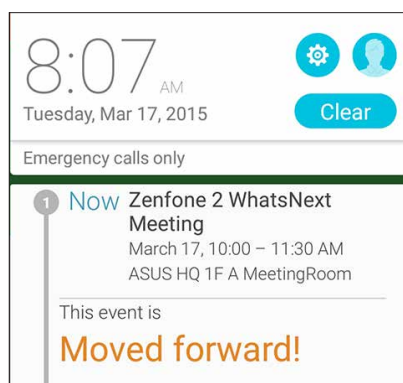 8:07 AM
Tuesday, Mar 17, 2015
Clear
Emergency calls only
1 Now Zenfone 2 WhatsNext
Meeting
March 17, 10:00 – 11:30 AM
ASUS HQ 1F A MeetingRoom
This event is
Moved forward!